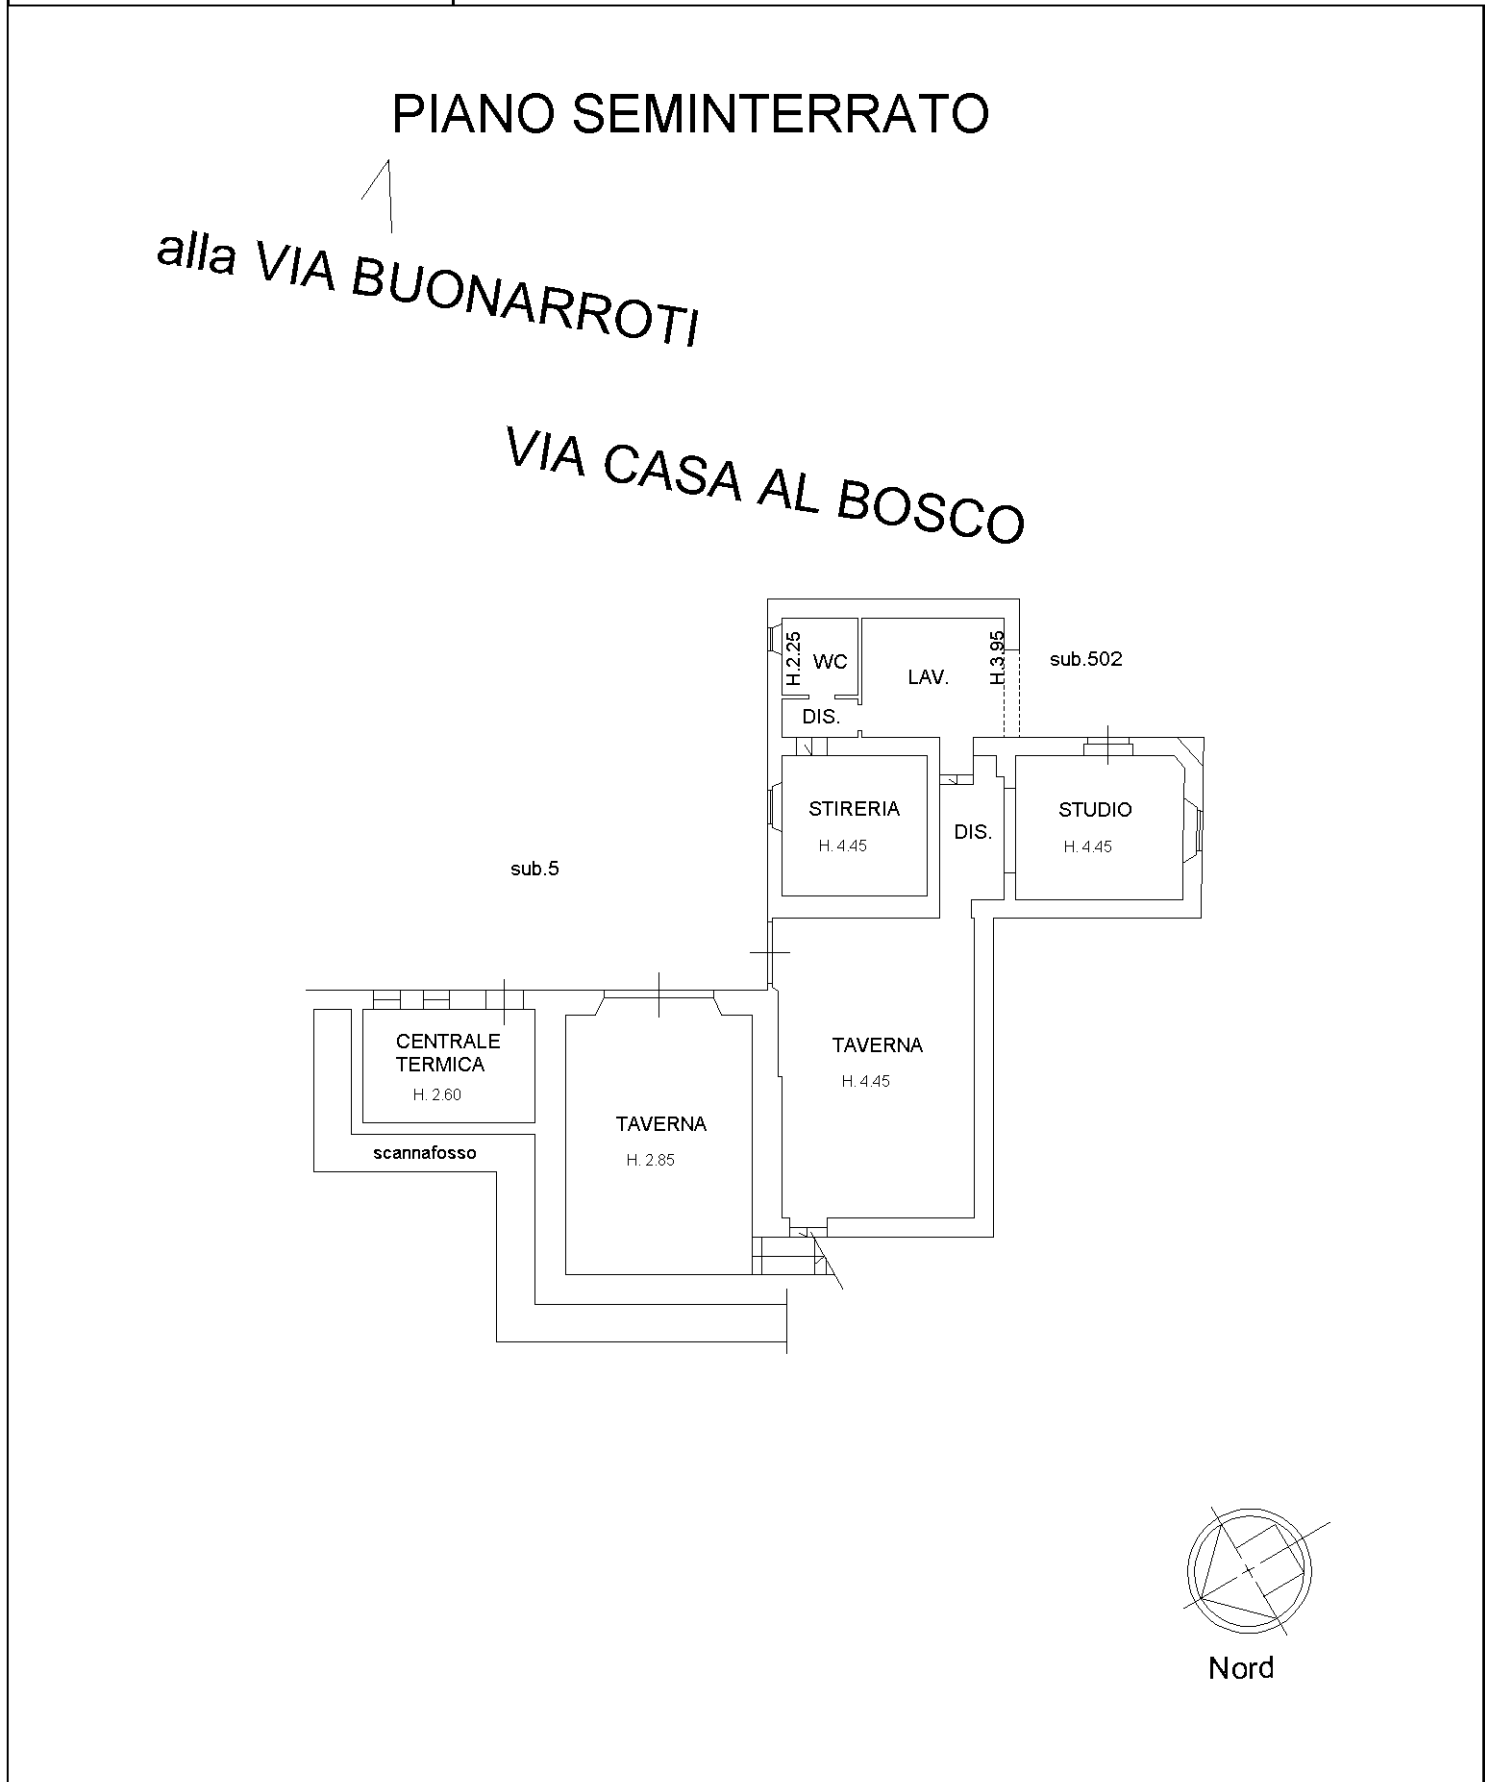 PIANO SEMINTERRATO
alla VIA BUONARROTI
VIA CASA AL BOSCO
H.2.25
WC
LAV.
H.3.95
sub.502
DIS.
STIRERIA
H. 4.45
DIS.
STUDIO
H. 4.45
sub.5
CENTRALE
TERMICA
H. 2.60
TAVERNA
H. 4.45
TAVERNA
H. 2.85
scannafosso
Nord